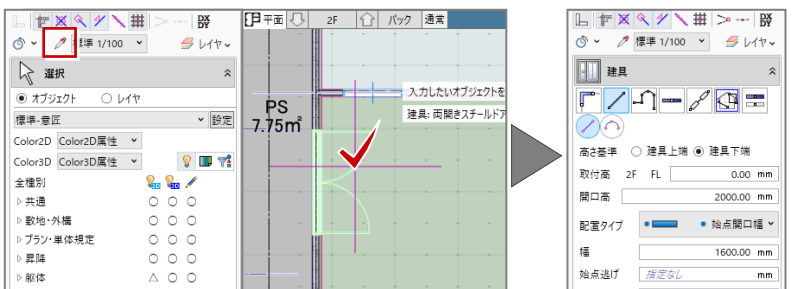 標準 1/100
レイヤ
選択
オブジェクト
レイヤ
標準-意匠
設定
Color2D
Color2D属性
Color3D
Color3D属性
全種別
2D
3D
共通
敷地・外構
プラン・単体規定
昇降
躯体
平面
2F
バック
通常
PS
7.75㎡
入力したいオブジェクトを
建具: 両開きスチールドア
標準 1/100
レイヤ
建具
高さ基準
建具上端
建具下端
取付高 2F FL 0.00 mm
開口高 2000.00 mm
配置タイプ
始点開口幅
幅 1600.00 mm
始点逃げ 指定なし mm